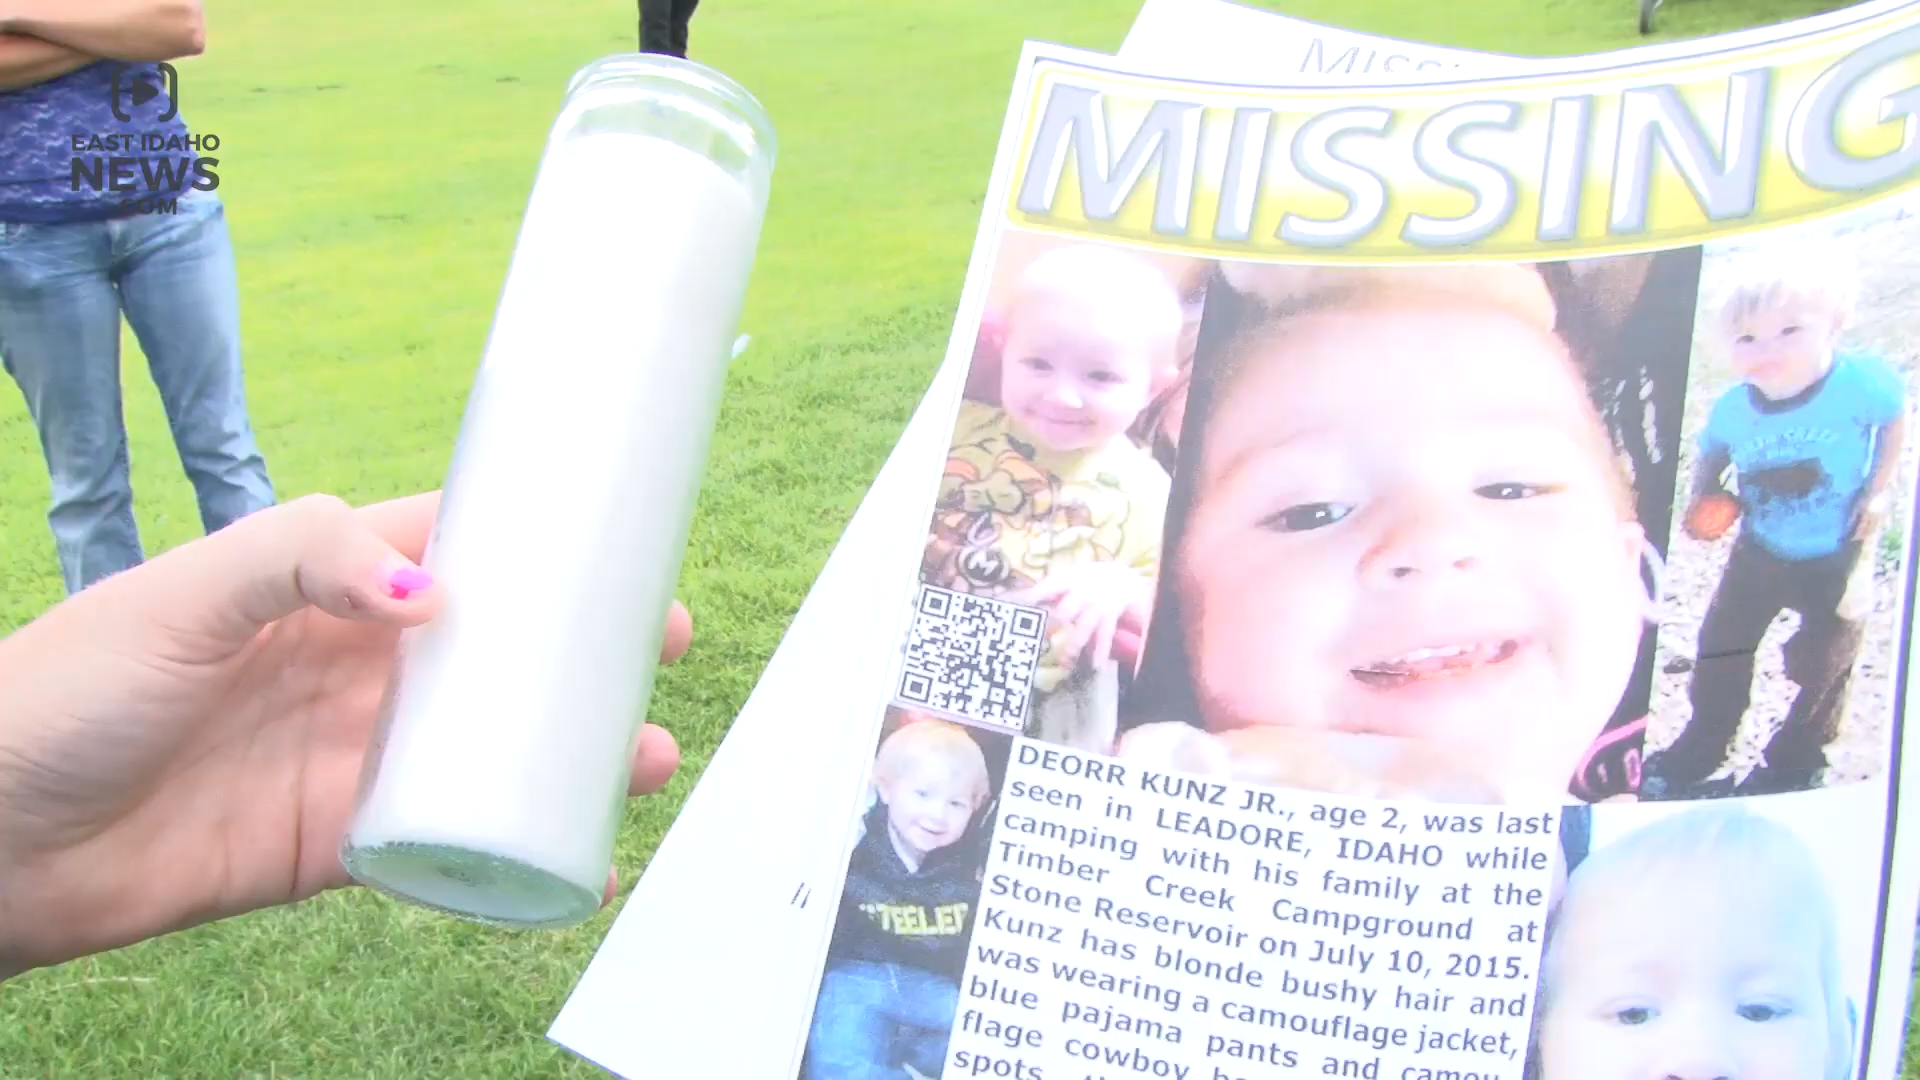 EAST IDAHO
NEWS
.COM
MISSING
DEORR KUNZ JR., age 2, was last
seen in LEADORE, IDAHO while
camping with his family at the
Timber Creek Campground at
Stone Reservoir on July 10, 2015.
Kunz has blonde bushy hair and
was wearing a camouflage jacket,
blue pajama pants and camou-
flage cowboy
spots